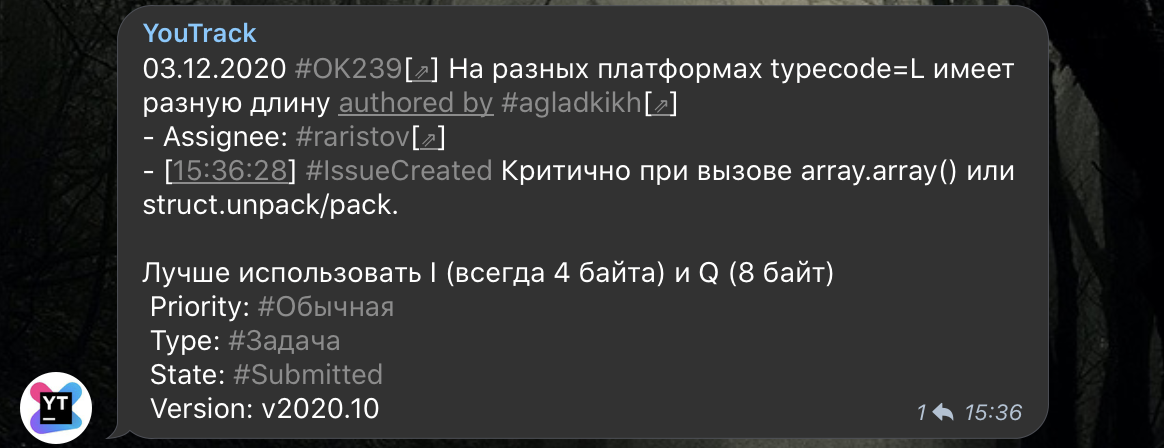 YouTrack
03.12.2020 #OK239[⇗] На разных платформах typecode=L имеет
разную длину authored by #agladkikh[⇗]
- Assignee: #raristov[⇗]
- [15:36:28] #IssueCreated Критично при вызове array.array() или
struct.unpack/pack.
Лучше использовать I (всегда 4 байта) и Q (8 байт)
Priority: #Обычная
Type: #Задача
State: #Submitted
Version: v2020.10
1 15:36
YT